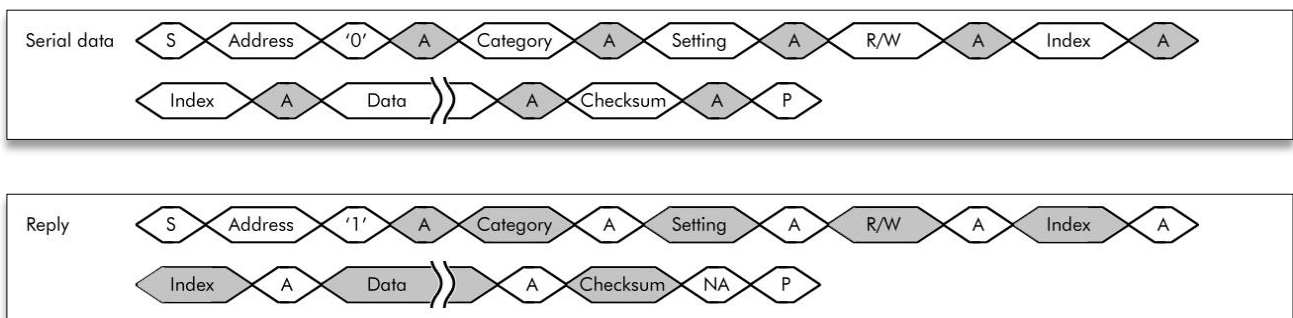 Serial data S Address ‘0’ A Category A Setting A R/W A Index A
Index A Data A Checksum A P
Reply S Address ‘1’ A Category A Setting A R/W A Index A
Index A Data A Checksum NA P